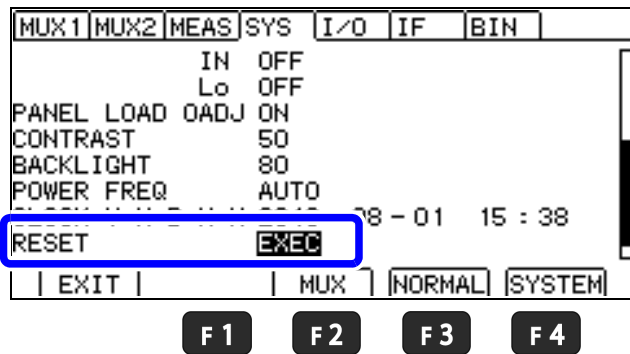 MUX1 MUX2 MEAS SYS I/O IF BIN
IN OFF
Lo OFF
PANEL LOAD OADJ ON
CONTRAST 50
BACKLIGHT 80
POWER FREQ AUTO
08-01 15:38
RESET EXEC
EXIT MUX NORMAL SYSTEM
F1 F2 F3 F4